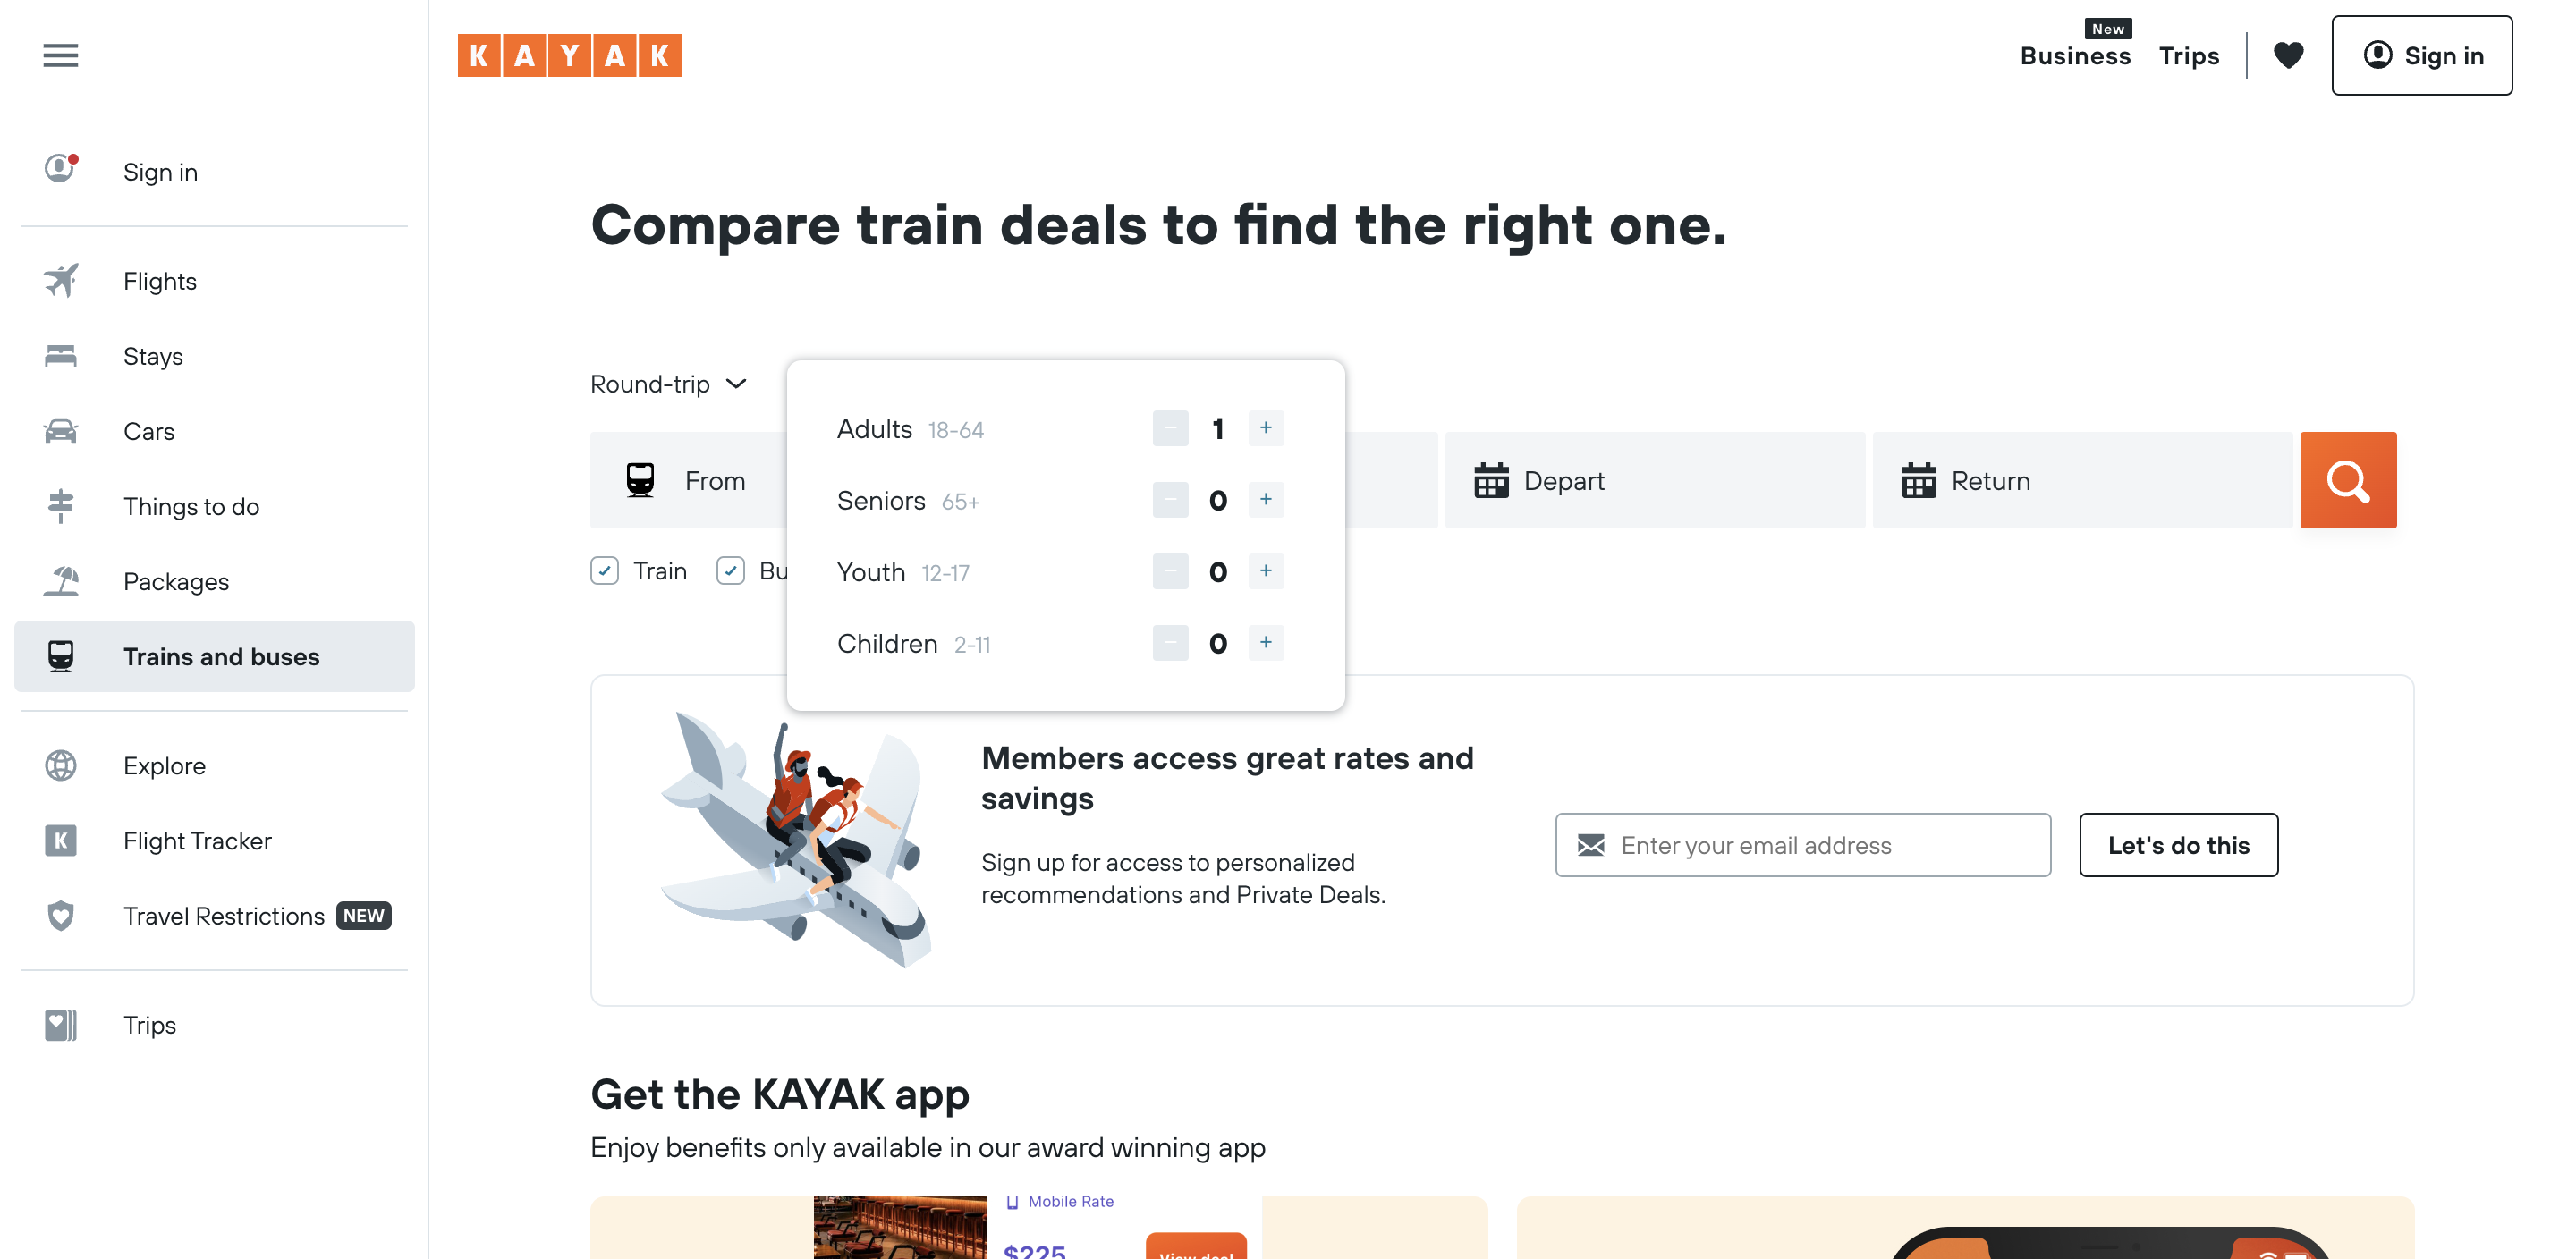 KAYAK
New
Business
Trips
Sign in
Sign in
Flights
Stays
Cars
Things to do
Packages
Trains and buses
Explore
K
Flight Tracker
Travel Restrictions NEW
Trips
Compare train deals to find the right one.
Round-trip
Adults 18-64 − 1 +
Seniors 65+ − 0 +
Youth 12-17 − 0 +
Children 2-11 − 0 +
From
Depart
Return
Train
Bu
Members access great rates and
savings
Sign up for access to personalized
recommendations and Private Deals.
Enter your email address
Let's do this
Get the KAYAK app
Enjoy benefits only available in our award winning app
Mobile Rate
$225
View deal